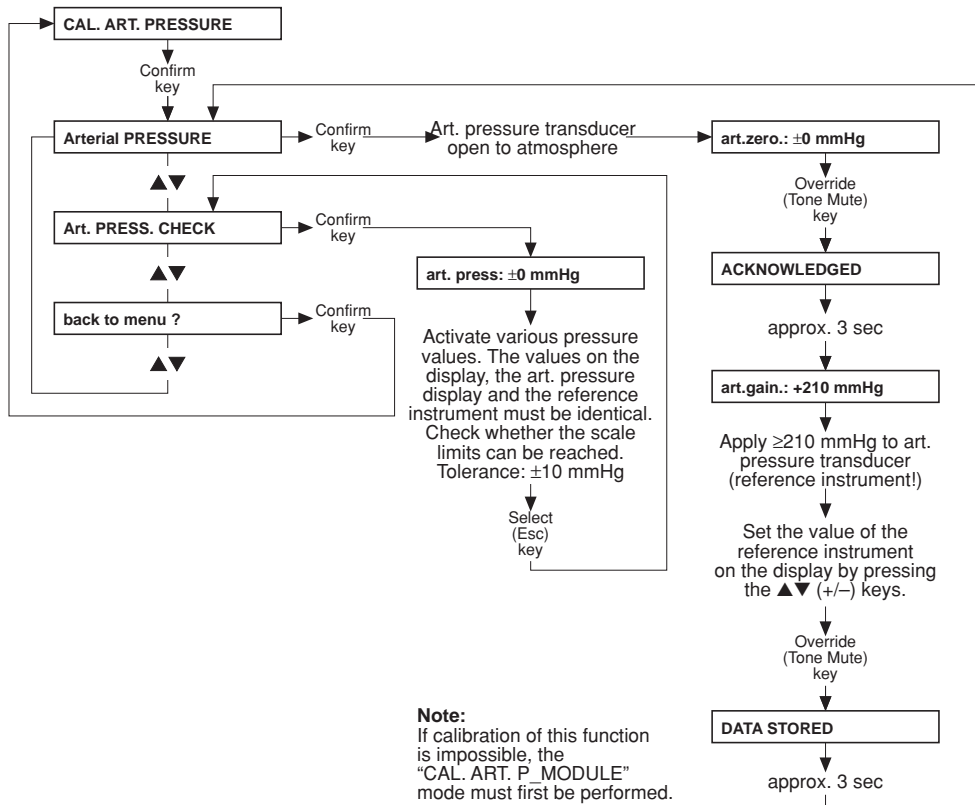 CAL. ART. PRESSURE
Confirm
key
Arterial PRESSURE
Confirm
key
Art. pressure transducer
open to atmosphere
art.zero.: ±0 mmHg
Override
(Tone Mute)
key
▲▼
Art. PRESS. CHECK
Confirm
key
ACKNOWLEDGED
▲▼
art. press: ±0 mmHg
back to menu ?
Confirm
key
approx. 3 sec
▲▼
Activate various pressure
values. The values on the
display, the art. pressure
display and the reference
instrument must be identical.
Check whether the scale
limits can be reached.
Tolerance: ±10 mmHg
Select
(Esc)
key
art.gain.: +210 mmHg
Apply ≥210 mmHg to art.
pressure transducer
(reference instrument!)
Set the value of the
reference instrument
on the display by pressing
the ▲▼ (+/–) keys.
Override
(Tone Mute)
key
DATA STORED
approx. 3 sec
Note:
If calibration of this function
is impossible, the
“CAL. ART. P_MODULE”
mode must first be performed.